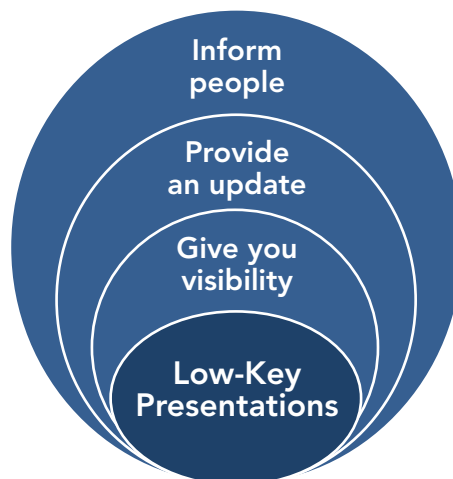 Inform
people
Provide
an update
Give you
visibility
Low-Key
Presentations